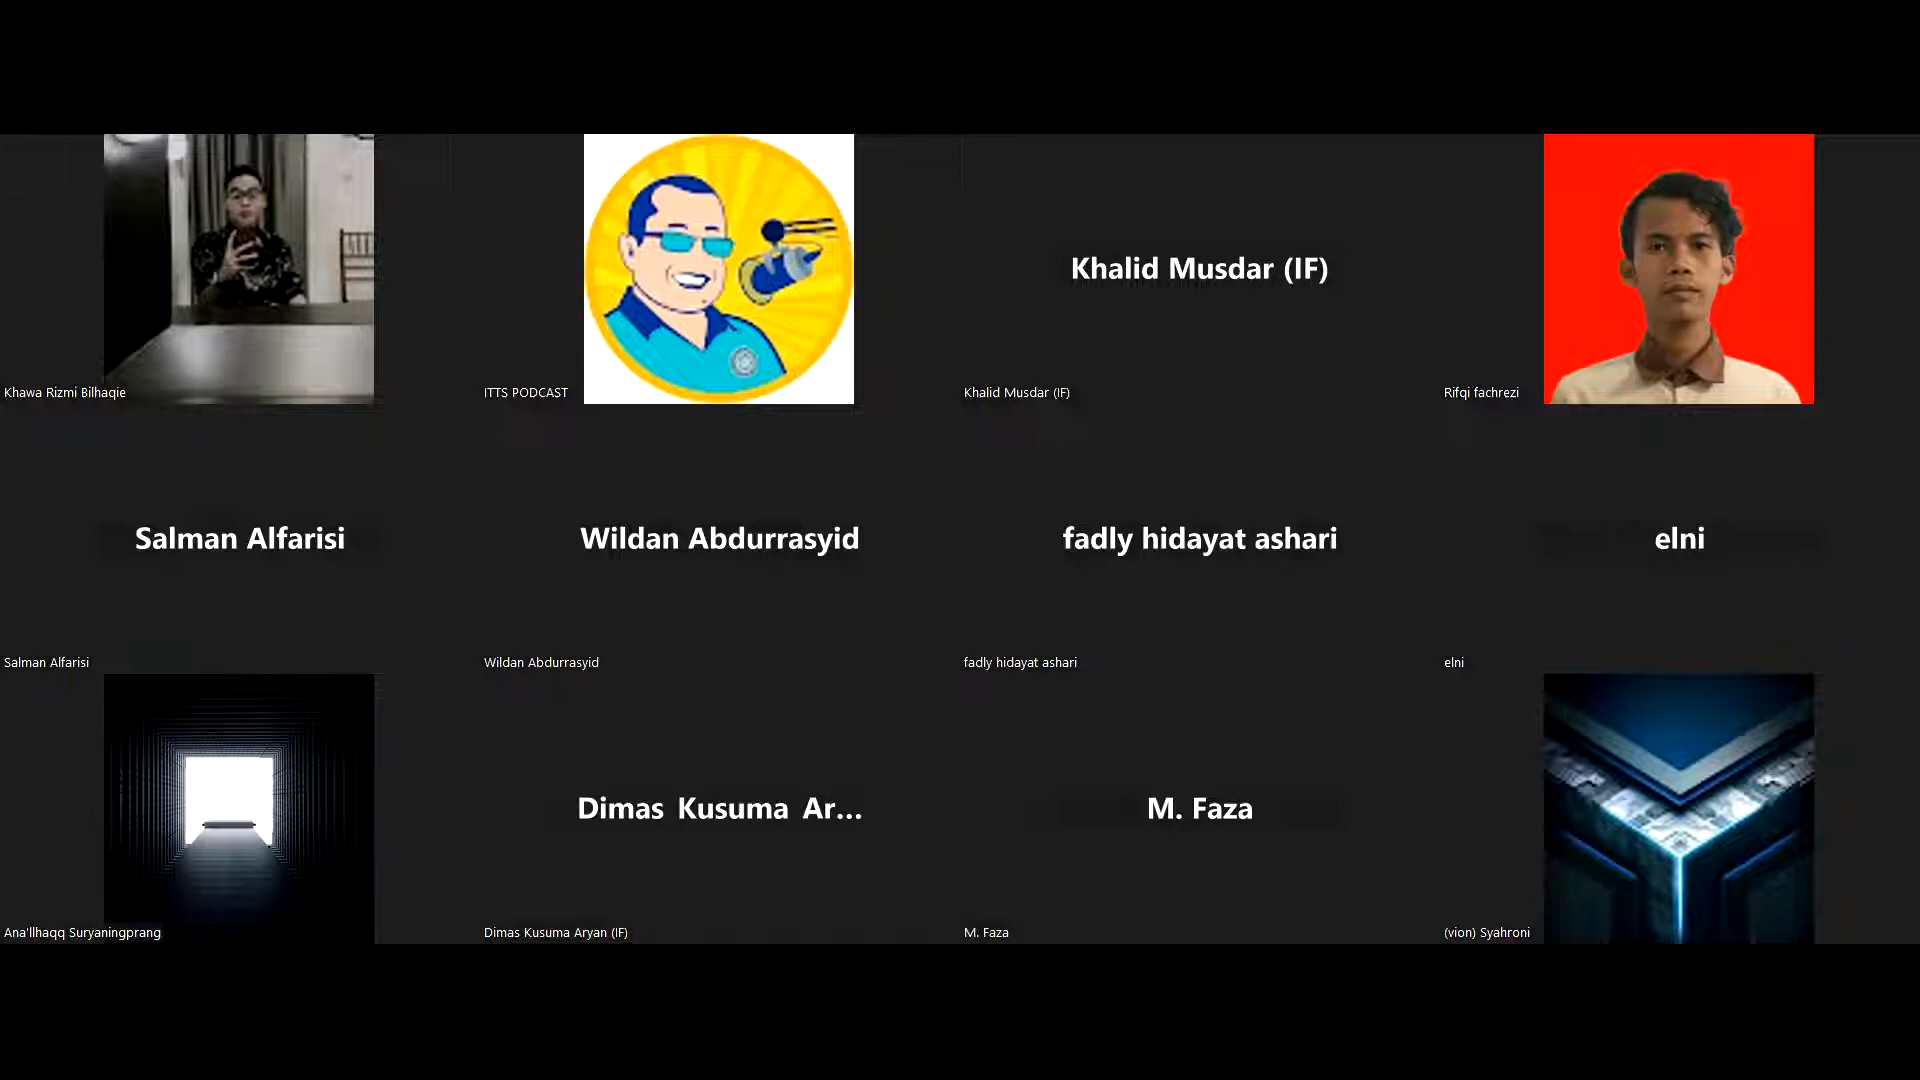 Khalid Musdar (IF)
Khawa Rizmi Bilhaqie
ITTS PODCAST
Khalid Musdar (IF)
Rifqi fachrezi
Salman Alfarisi
Wildan Abdurrasyid
fadly hidayat ashari
elni
Salman Alfarisi
Wildan Abdurrasyid
fadly hidayat ashari
elni
Dimas Kusuma Ar...
M. Faza
Ana'llhaqq Suryaningprang
Dimas Kusuma Aryan (IF)
M. Faza
(vion) Syahroni